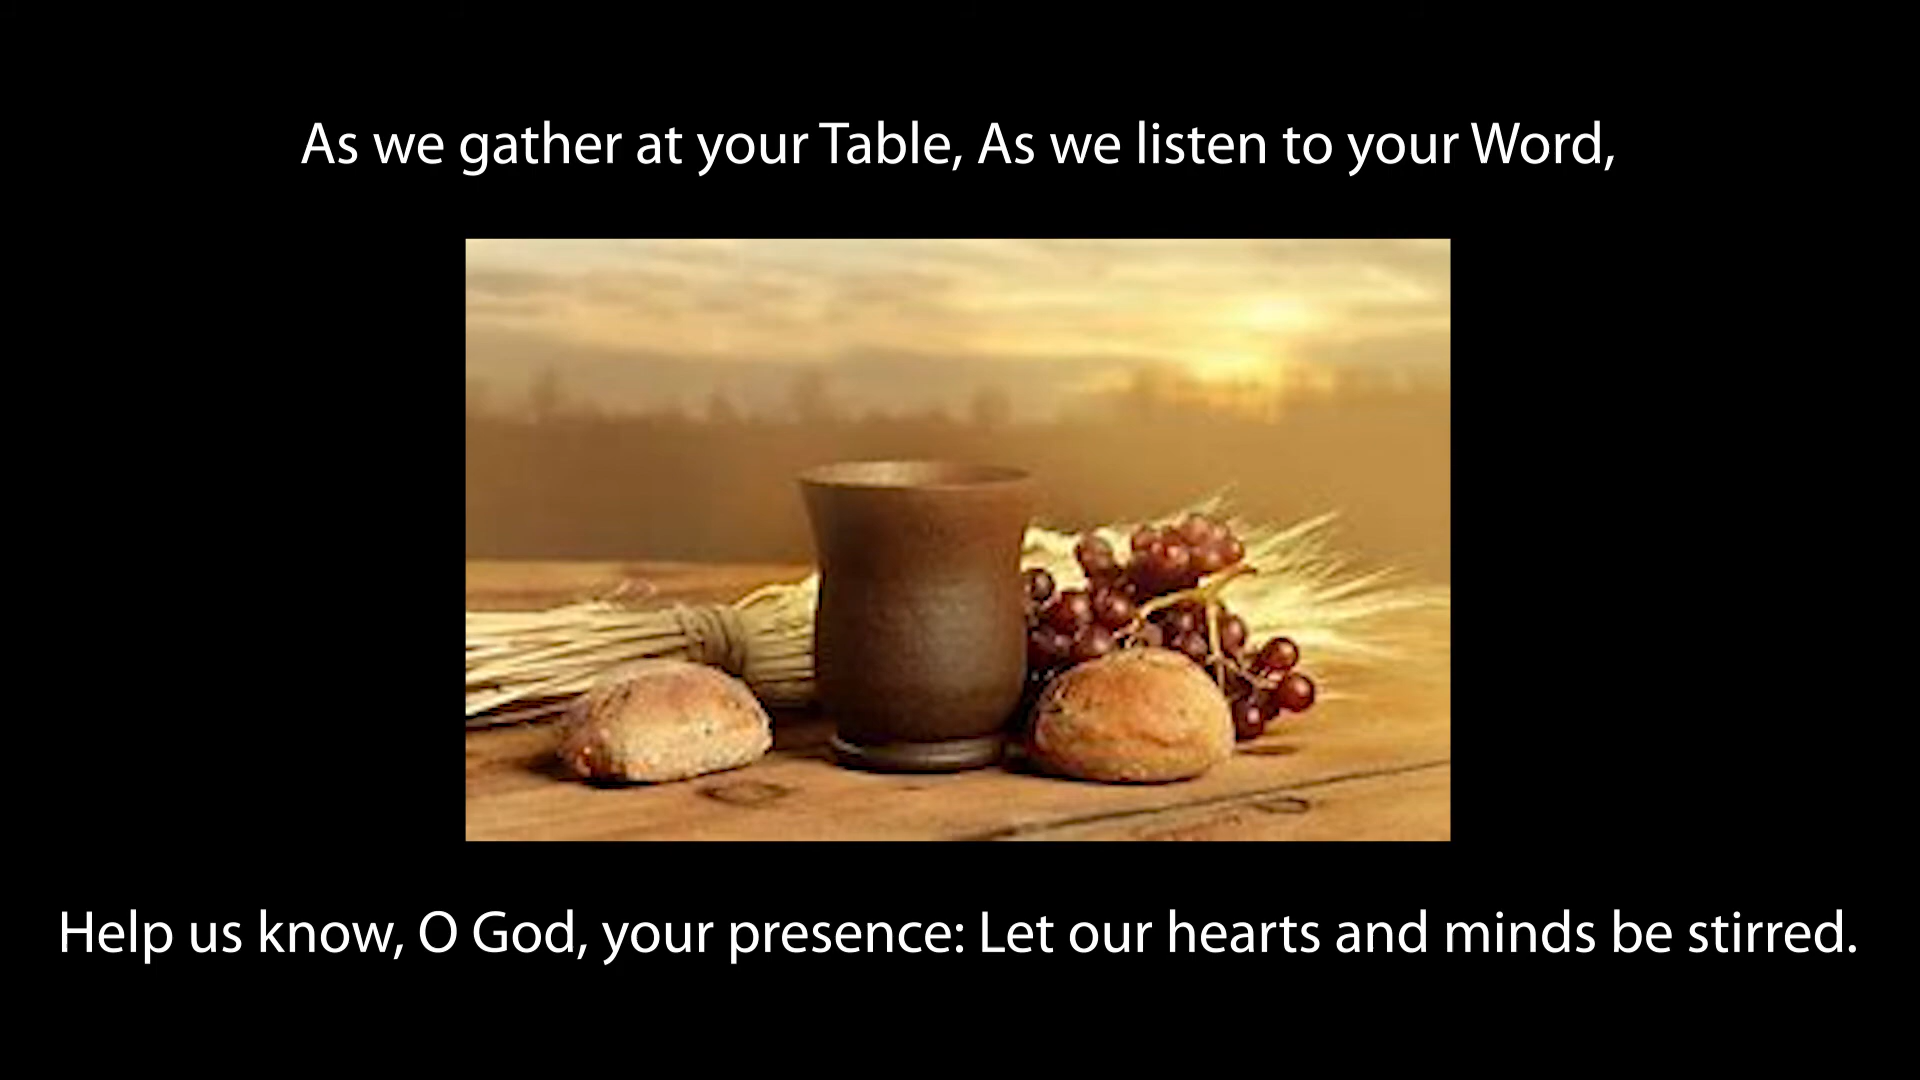 As we gather at your Table, As we listen to your Word,
Help us know, O God, your presence: Let our hearts and minds be stirred.